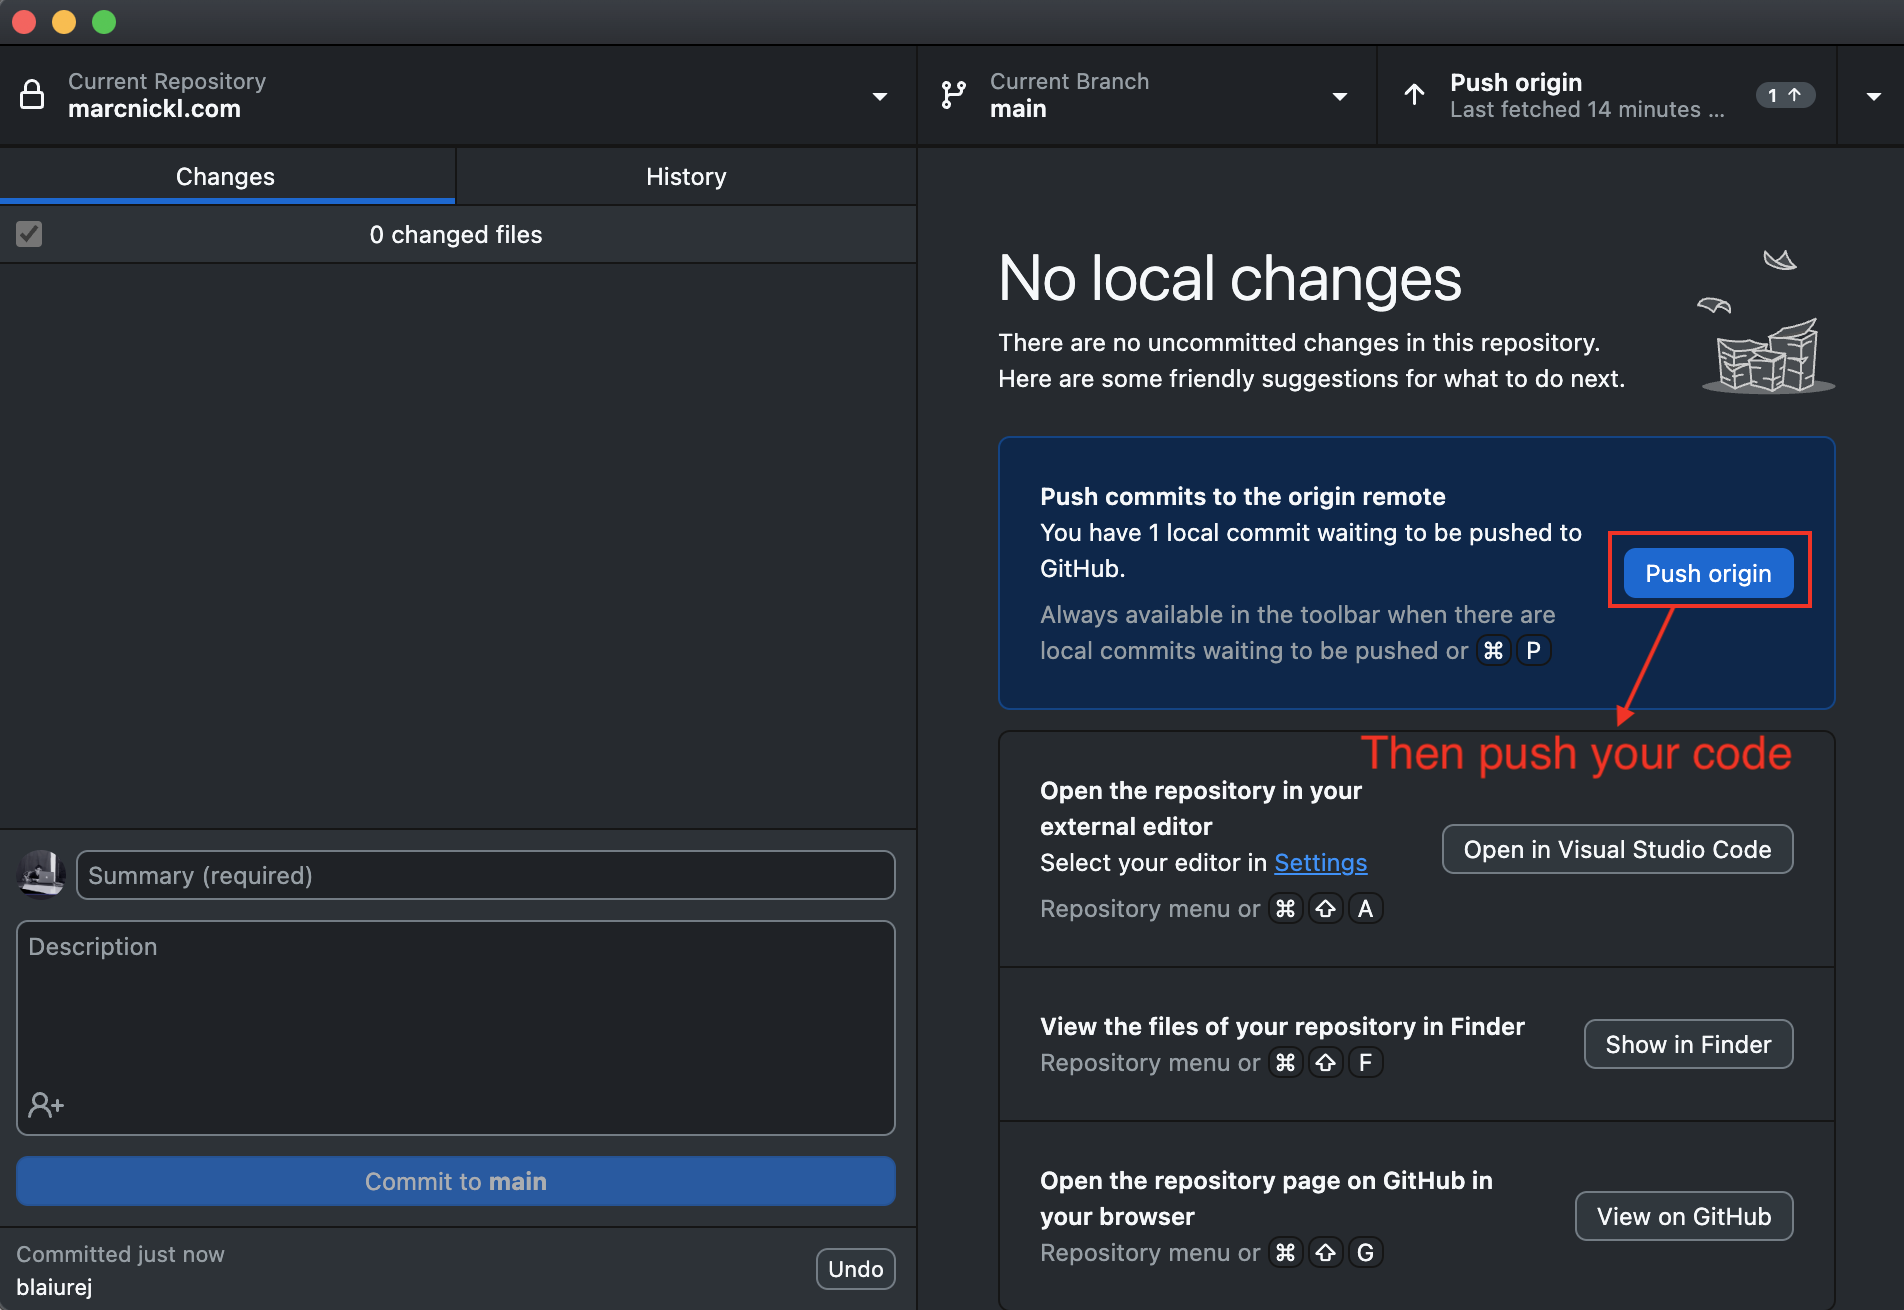 Current Repository
marcnickl.com
Current Branch
main
Push origin
Last fetched 14 minutes ...
1
Changes
History
0 changed files
No local changes
There are no uncommitted changes in this repository.
Here are some friendly suggestions for what to do next.
Push commits to the origin remote
You have 1 local commit waiting to be pushed to
GitHub.
Push origin
Always available in the toolbar when there are
local commits waiting to be pushed or ⌘ P
Then push your code
Open the repository in your
external editor
Select your editor in Settings
Open in Visual Studio Code
Repository menu or ⌘ ⇧ A
View the files of your repository in Finder
Repository menu or ⌘ ⇧ F
Show in Finder
Open the repository page on GitHub in
your browser
Repository menu or ⌘ ⇧ G
View on GitHub
Summary (required)
Description
Commit to main
Committed just now
blaiurej
Undo